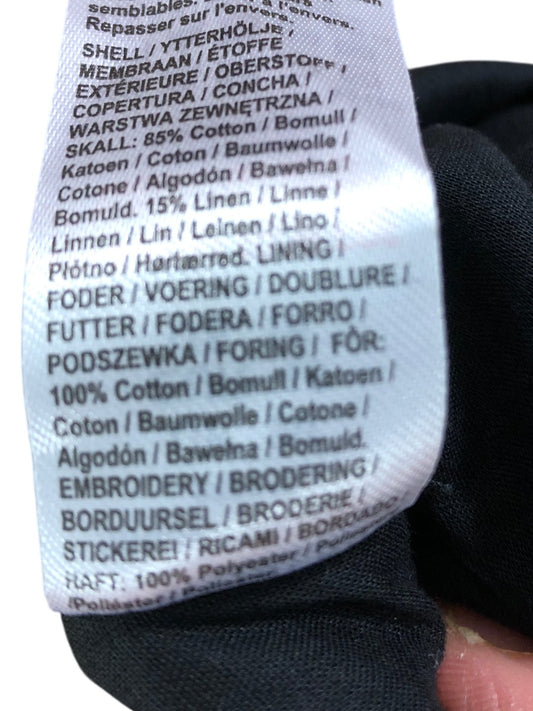 semblables.
Repasser sur l'envers.
SHELL / YTTERHÖLJE /
MEMBRAAN / ÉTOFFE
EXTÉRIEURE / OBERSTOFF /
COPERTURA / CONCHA /
WARSTWA ZEWNĘTRZNA /
SKALL: 85% Cotton / Bomull /
Katoen / Coton / Baumwolle /
Cotone / Algodón / Bawełna /
Bomuld. 15% Linen / Linne /
Linnen / Lin / Leinen / Lino /
Płótno / Hørlærred. LINING /
FODER / VOERING / DOUBLURE /
FUTTER / FODERA / FORRO /
PODSZEWKA / FORING / FÒR:
100% Cotton / Bomull / Katoen /
Coton / Baumwolle / Cotone /
Algodón / Bawełna / Bomuld.
EMBROIDERY / BRODERING /
BORDUURSEL / BRODERIE /
STICKEREI / RICAMI / BORDADO /
HAFT: 100% Polyester /
/Poliéster / Poliester